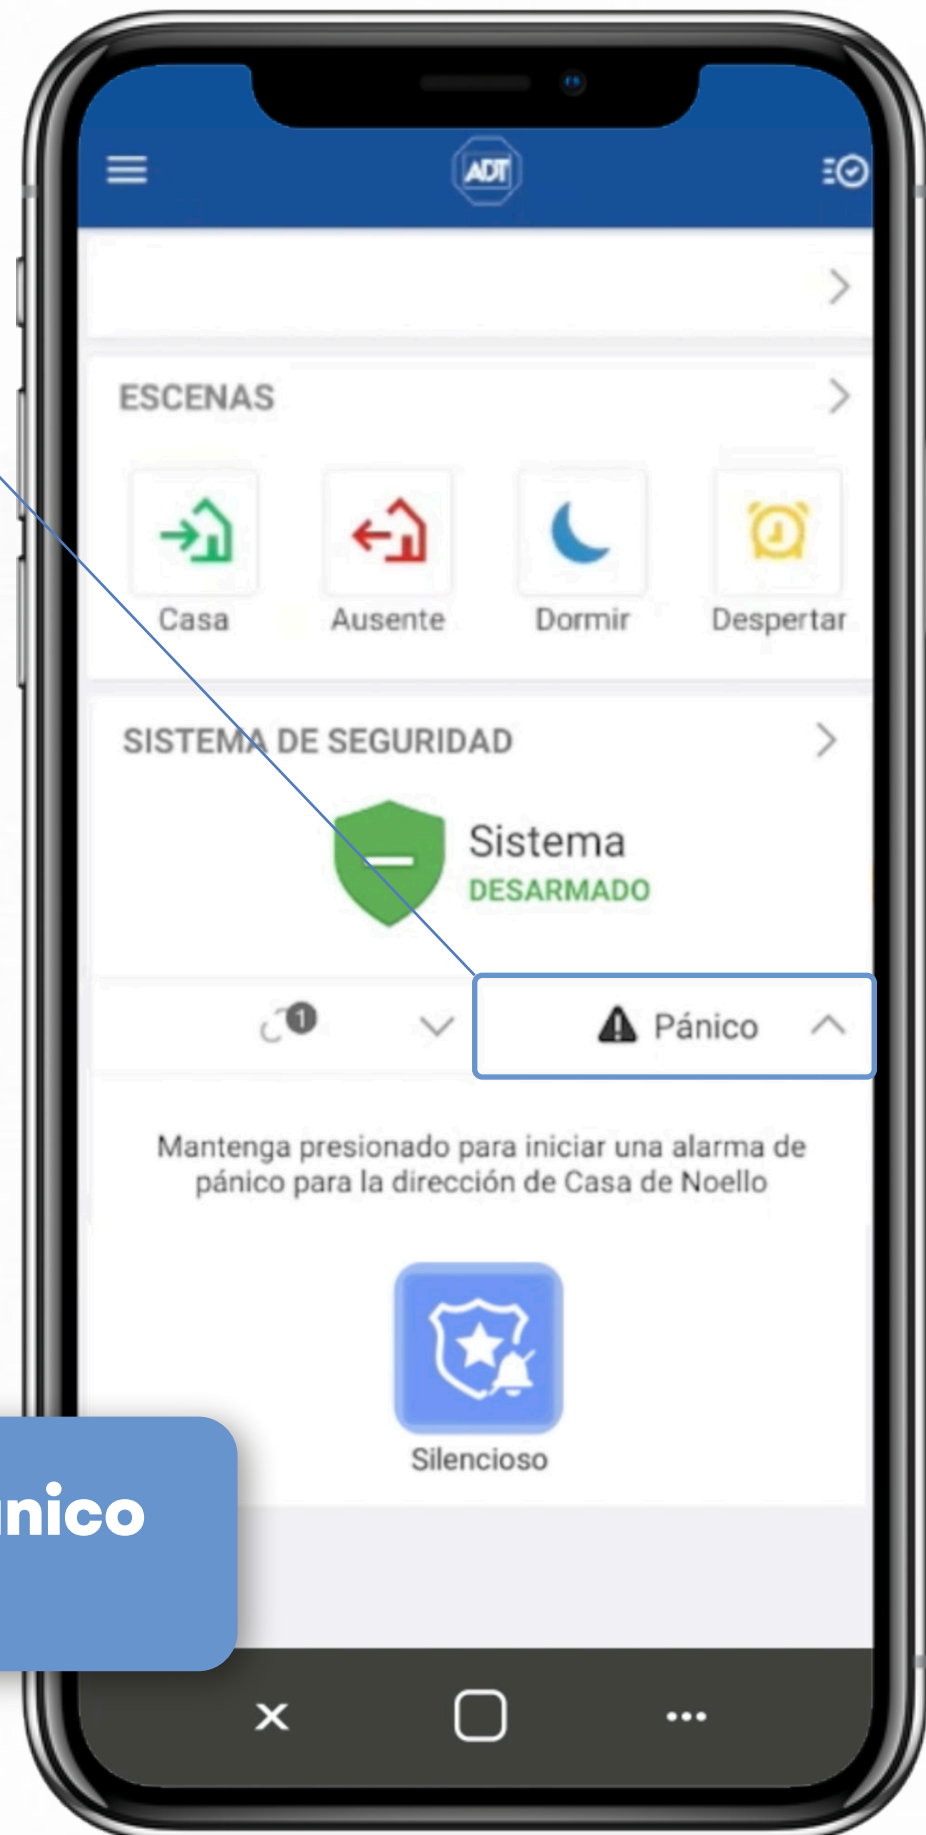 ADT
ESCENAS
Casa Ausente Dormir Despertar
SISTEMA DE SEGURIDAD
Sistema
DESARMADO
1
Pánico
Mantenga presionado para iniciar una alarma de
pánico para la dirección de Casa de Noello
Silencioso